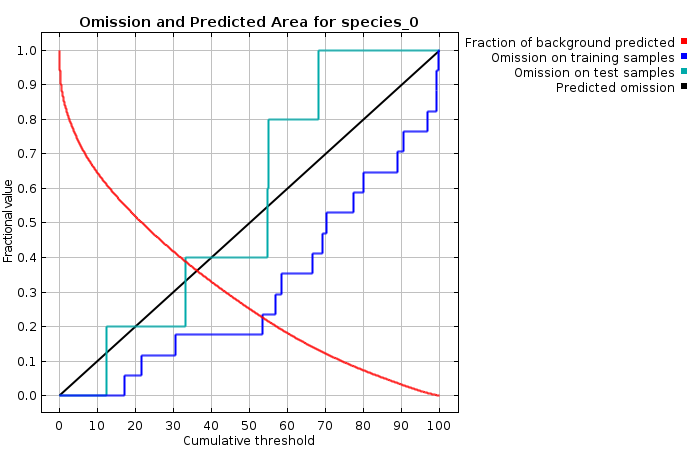 Omission and Predicted Area for species_0
Fraction of background predicted
Omission on training samples
Omission on test samples
Predicted omission
Fractional value
1.0
0.9
0.8
0.7
0.6
0.5
0.4
0.3
0.2
0.1
0.0
0 10 20 30 40 50 60 70 80 90 100
Cumulative threshold